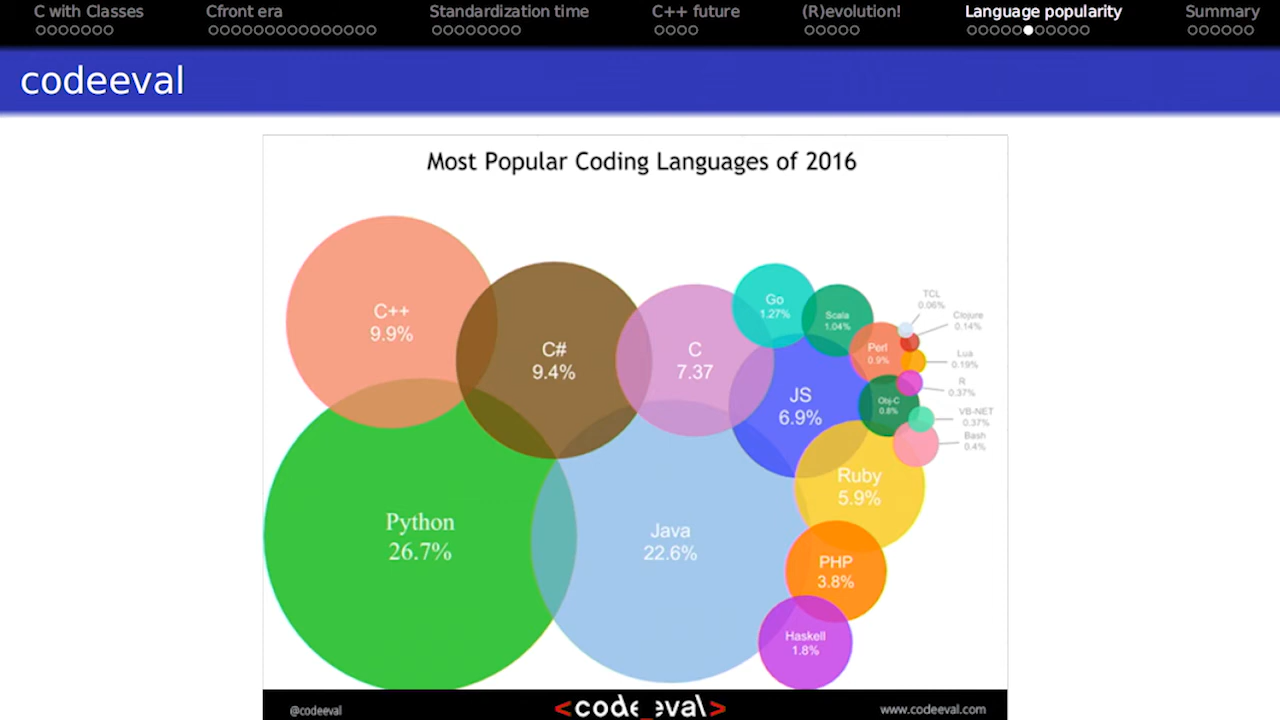 C with Classes
Cfront era
Standardization time
C++ future
(R)evolution!
Language popularity
Summary
codeeval
Most Popular Coding Languages of 2016
C++
9.9%
C#
9.4%
C
7.37
Go
1.27%
Scala
1.04%
TCL
0.06%
Clojure
0.14%
Perl
0.9%
Lua
0.19%
R
0.37%
JS
6.9%
Obj-C
0.8%
VB-NET
0.37%
Bash
0.4%
Ruby
5.9%
Python
26.7%
Java
22.6%
PHP
3.8%
Haskell
1.8%
@codeeval
<code_eval>
www.codeeval.com